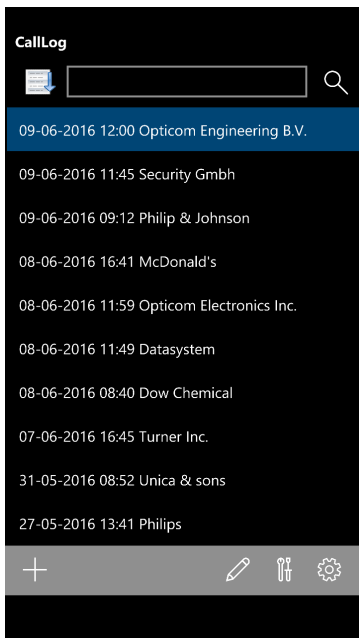 CallLog
09-06-2016 12:00 Opticom Engineering B.V.
09-06-2016 11:45 Security Gmbh
09-06-2016 09:12 Philip & Johnson
08-06-2016 16:41 McDonald's
08-06-2016 11:59 Opticom Electronics Inc.
08-06-2016 11:49 Datasystem
08-06-2016 08:40 Dow Chemical
07-06-2016 16:45 Turner Inc.
31-05-2016 08:52 Unica & sons
27-05-2016 13:41 Philips